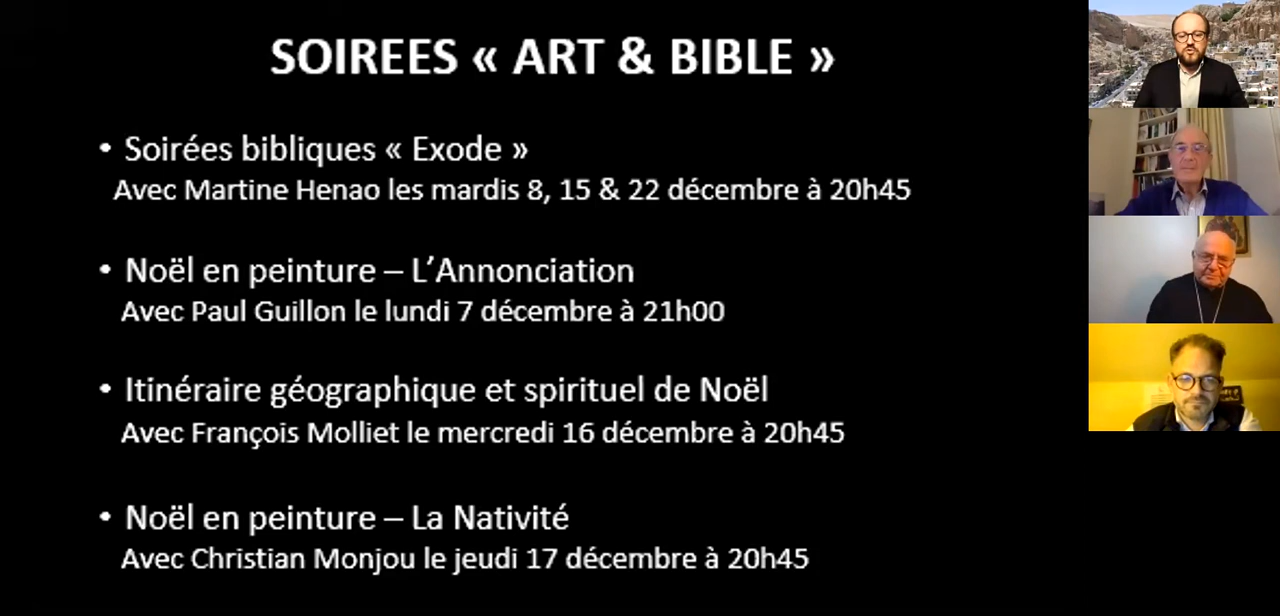 SOIREES « ART & BIBLE »
• Soirées bibliques « Exode »
Avec Martine Henao les mardis 8, 15 & 22 décembre à 20h45
• Noël en peinture – L’Annonciation
Avec Paul Guillon le lundi 7 décembre à 21h00
• Itinéraire géographique et spirituel de Noël
Avec François Molliet le mercredi 16 décembre à 20h45
• Noël en peinture – La Nativité
Avec Christian Monjou le jeudi 17 décembre à 20h45